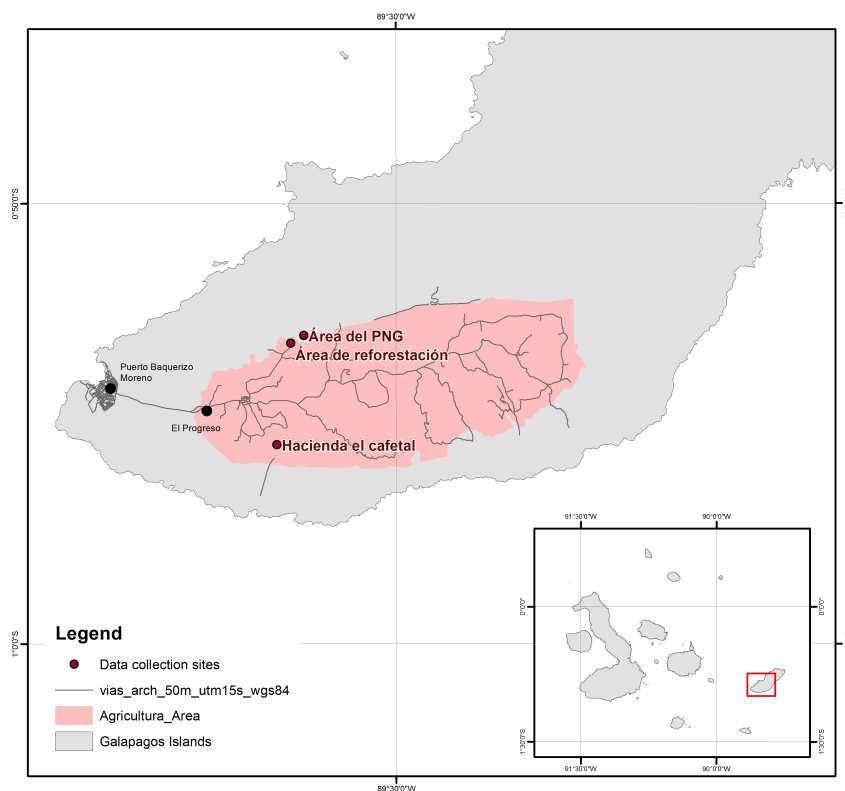 89°30'0"W
0°50'0"S
Área del PNG
Área de reforestación
Puerto Baquerizo
Moreno
El Progreso
Hacienda el cafetal
91°30'0"W
90°0'0"W
0°0'0"
0°0'0"
Legend
Data collection sites
vias_arch_50m_utm15s_wgs84
Agricultura_Area
Galapagos Islands
1°0'0"S
1°30'0"S
1°30'0"S
91°30'0"W
90°0'0"W
89°30'0"W